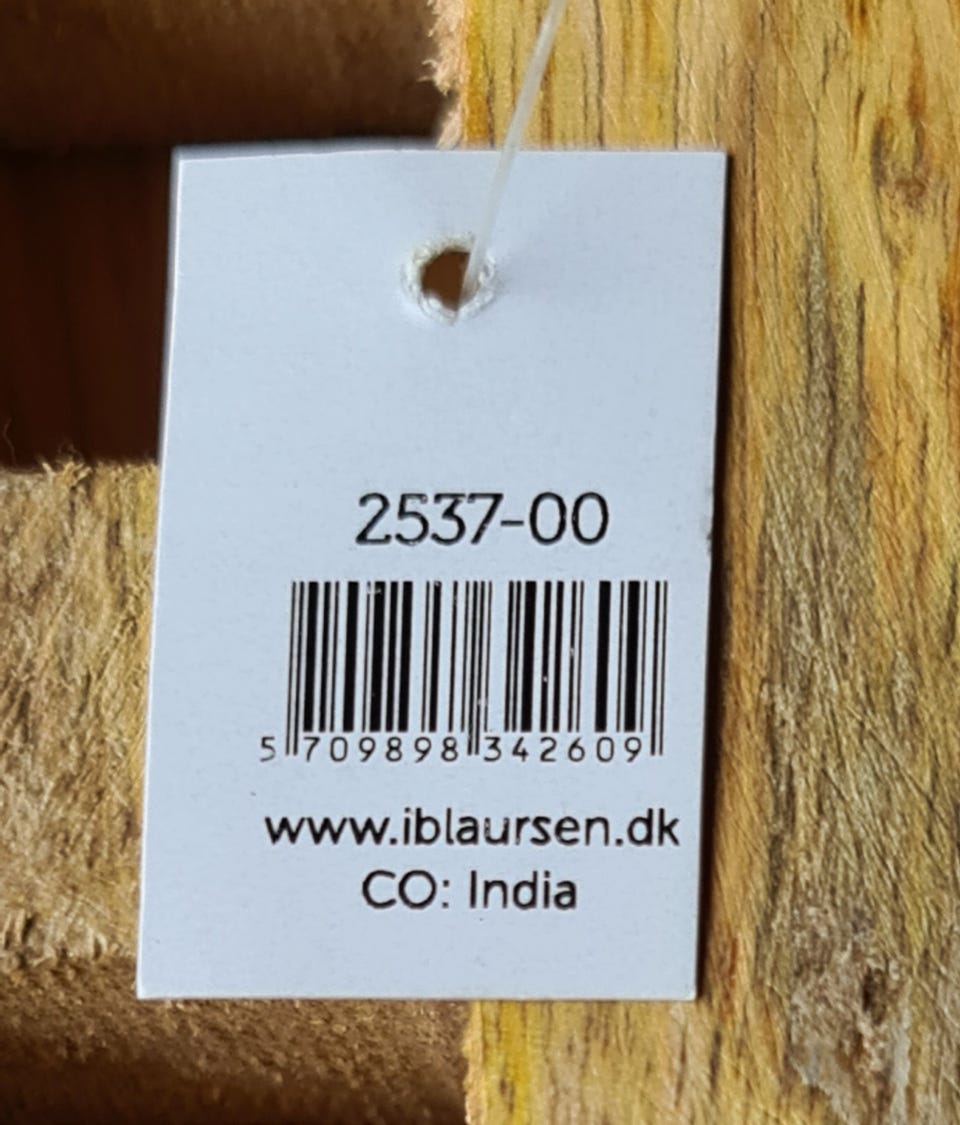 2537-00
5 709898 342609
www.iblaursen.dk
CO: India